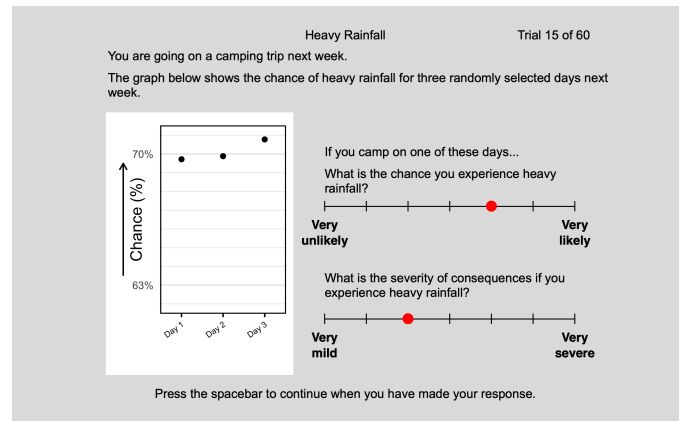 Heavy Rainfall
Trial 15 of 60
You are going on a camping trip next week.
The graph below shows the chance of heavy rainfall for three randomly selected days next
week.
Chance (%)
70%
63%
Day 1
Day 2
Day 3
If you camp on one of these days...
What is the chance you experience heavy
rainfall?
Very
unlikely
Very
likely
What is the severity of consequences if you
experience heavy rainfall?
Very
mild
Very
severe
Press the spacebar to continue when you have made your response.